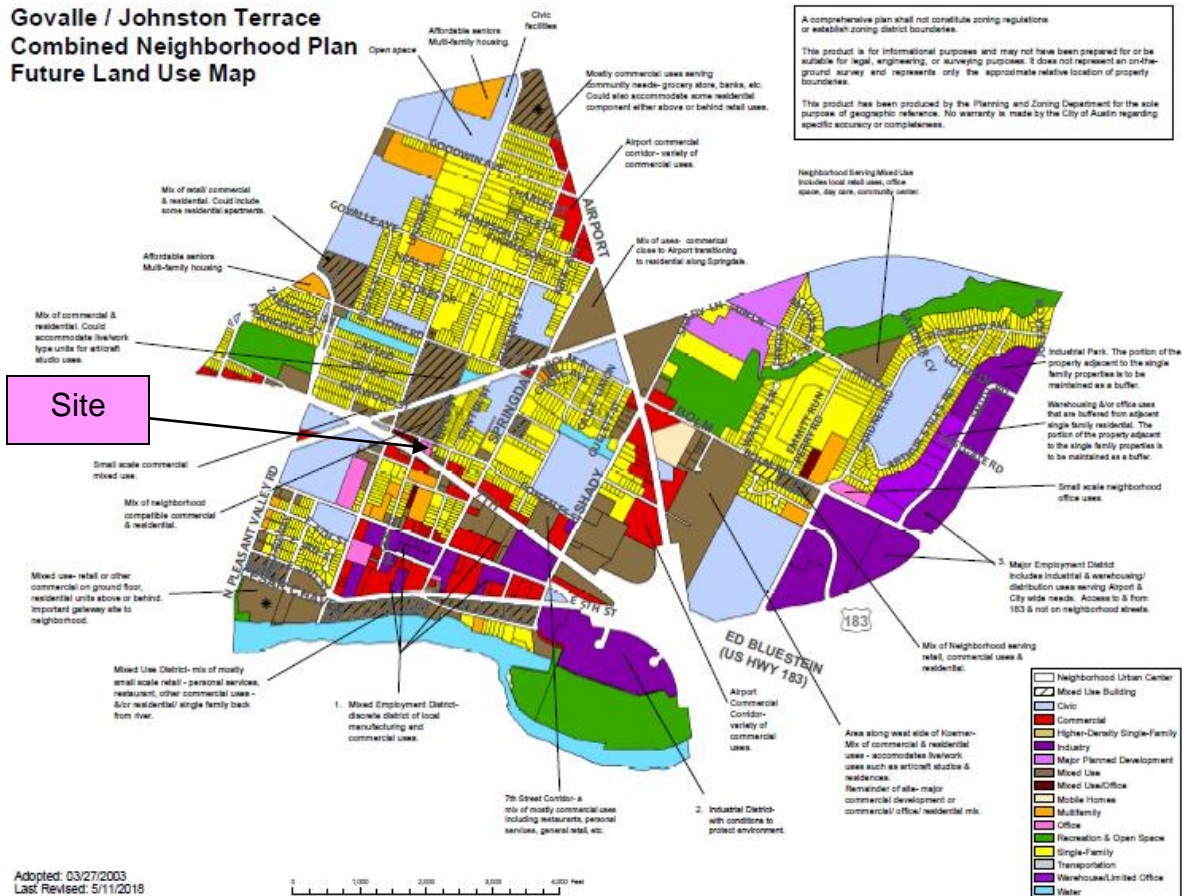 Govalle / Johnston Terrace
Combined Neighborhood Plan
Future Land Use Map
A comprehensive plan shall not constitute zoning regulations
or establish zoning district boundaries.
This product is for informational purposes and may not have been prepared for or be
suitable for legal, engineering, or surveying purposes. It does not represent an on-the-
ground survey and represents only the approximate relative location of property
boundaries.
This product has been produced by the Planning and Zoning Department for the sole
purpose of geographic reference. No warranty is made by the City of Austin regarding
specific accuracy or completeness.
Open space
Affordable seniors
Multi-family housing.
Civic
facilities
Mostly commercial uses serving
community needs- grocery store, banks, etc.
Could also accommodate some residential
component either above or behind retail uses.
Airport commercial
corridor- variety of
commercial uses.
Neighborhood Serving Mixed Use
Includes local retail uses, office
space, day care, community center.
Mix of retail/ commercial
& residential. Could include
some residential apartments.
Mix of uses- commerical
close to Airport transitioning
to residential along Springdale.
Affordable seniors
Multi-family housing
Mix of commercial &
residential. Could
accommodate live/work
type units for art/craft
studio uses.
Site
Small scale commercial
mixed use.
Mix of neighborhood
compatible commercial
& residential.
Mixed use- retail or other
commercial on ground floor,
residential units above or behind.
Important gateway site to
neighborhood.
Mixed Use District- mix of mostly
small scale retail - personal services,
restaurant, other commercial uses -
&/or residential/ single family back
from river.
1. Mixed Employment District-
discrete district of local
manufacturing and
commercial uses.
7th Street Corridor- a
mix of mostly commercial uses
including restaurants, personal
services, general retail, etc.
2. Industrial District-
with conditions to
protect environment.
Airport
Commercial
Corridor-
variety of
commercial
uses.
Area along west side of Koerner-
Mix of commercial & residential
uses - accomodates live/work
uses such as art/craft studios &
residences.
Remainder of site- major
commercial development or
commercial/ office/ residential mix.
Mix of Neighborhood serving
retail, commercial uses &
residential.
3. Major Employment District
Includes Industrial & warehousing/
distribution uses serving Airport &
City wide needs. Access to & from
183 & not on neighborhood streets.
Small scale neighborhood
office uses.
Industrial Park. The portion of the
property adjacent to the single
family properties is to be
maintained as a buffer.
Warehousing &/or office uses
that are buffered from adjacent
single family residential. The
portion of the property adjacent
to the single family properties is
to be maintained as a buffer.
GOODWIN AVE
GOVALLE AVE
AIRPORT
SPRINGDALE
SHADY
N PLEASANT VALLEY RD
E 5TH ST
ED BLUESTEIN
(US HWY 183)
183
Neighborhood Urban Center
Mixed Use Building
Civic
Commercial
Higher-Density Single-Family
Industry
Major Planned Development
Mixed Use
Mixed Use/Office
Mobile Homes
Multifamily
Office
Recreation & Open Space
Single-Family
Transportation
Warehouse/Limited Office
Water
Adopted: 03/27/2003
Last Revised: 5/11/2018
0 1,000 2,000 3,000 4,000 Feet